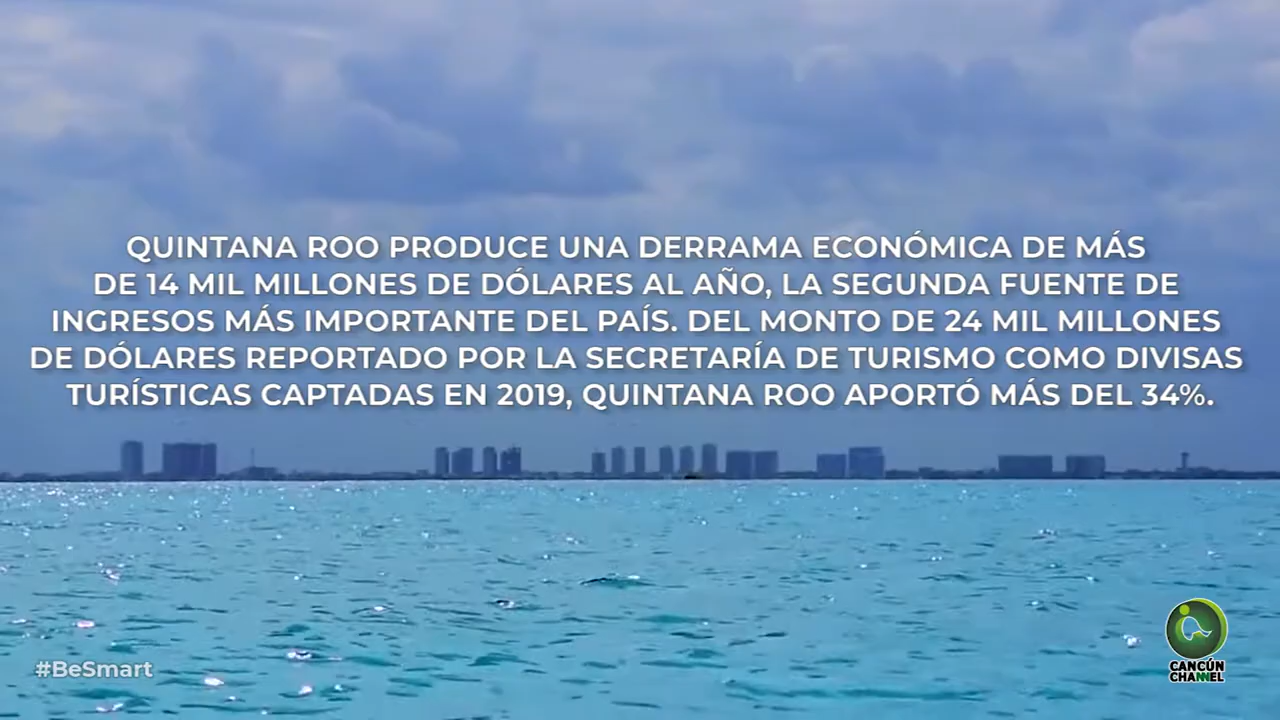 QUINTANA ROO PRODUCE UNA DERRAMA ECONÓMICA DE MÁS
DE 14 MIL MILLONES DE DÓLARES AL AÑO, LA SEGUNDA FUENTE DE
INGRESOS MÁS IMPORTANTE DEL PAÍS. DEL MONTO DE 24 MIL MILLONES
DE DÓLARES REPORTADO POR LA SECRETARÍA DE TURISMO COMO DIVISAS
TURÍSTICAS CAPTADAS EN 2019, QUINTANA ROO APORTÓ MÁS DEL 34%.
#BeSmart
CANCÚN
CHANNEL